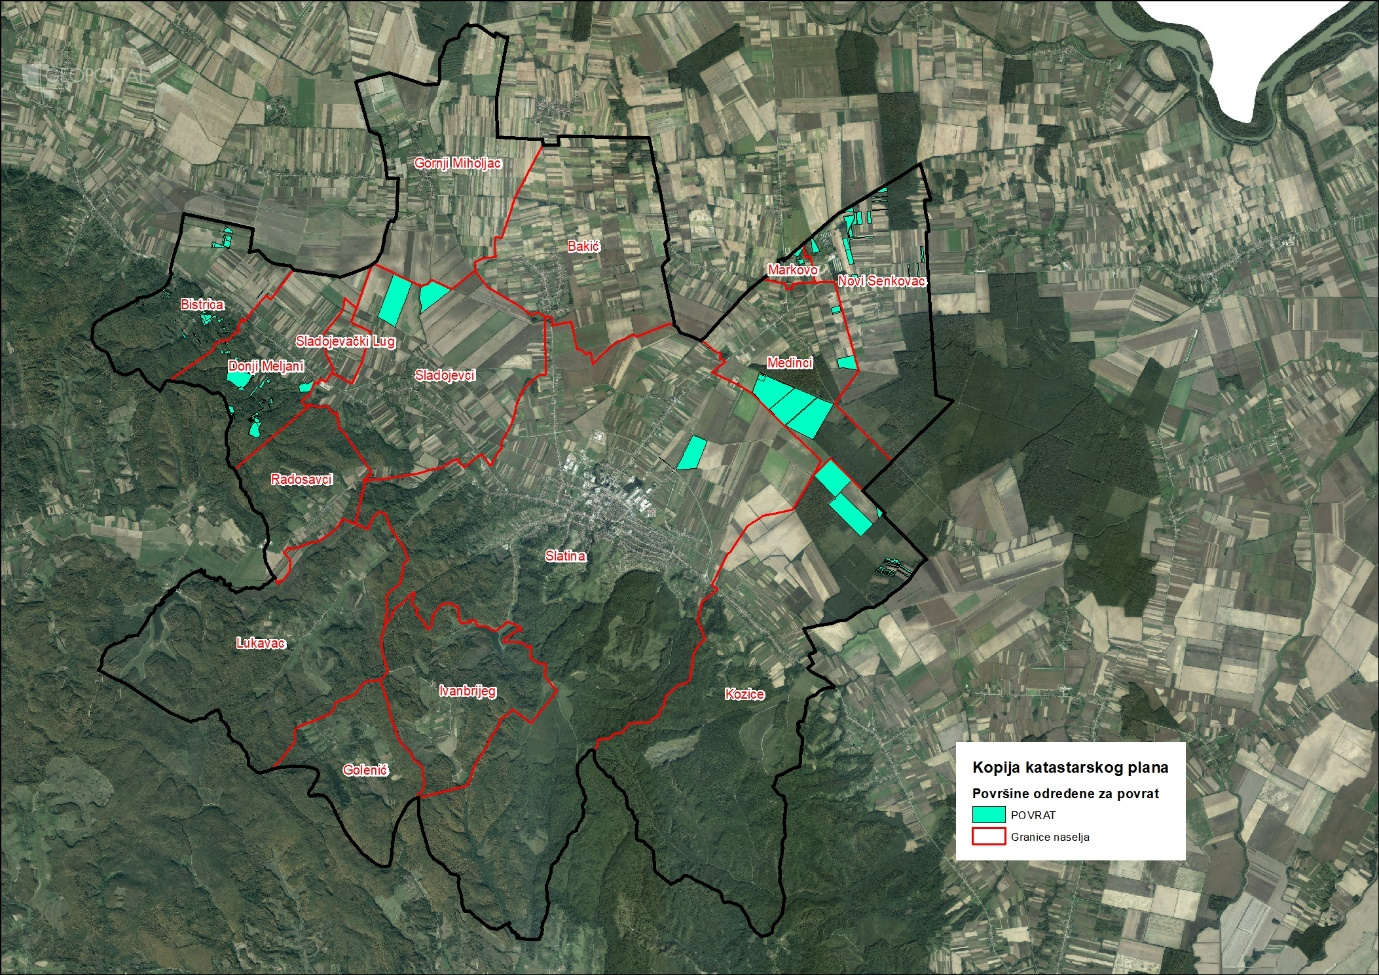 GEOPORTAL
Gornji Miholjac
Bakić
Markovo
Novi Senkovac
Bistrica
Sladojevački Lug
Medinci
Donji Meljani
Sladojevci
Radosavci
Slatina
Lukavac
Ivanbrijeg
Kozice
Golenić
Kopija katastarskog plana
Površine određene za povrat
POVRAT
Granice naselja